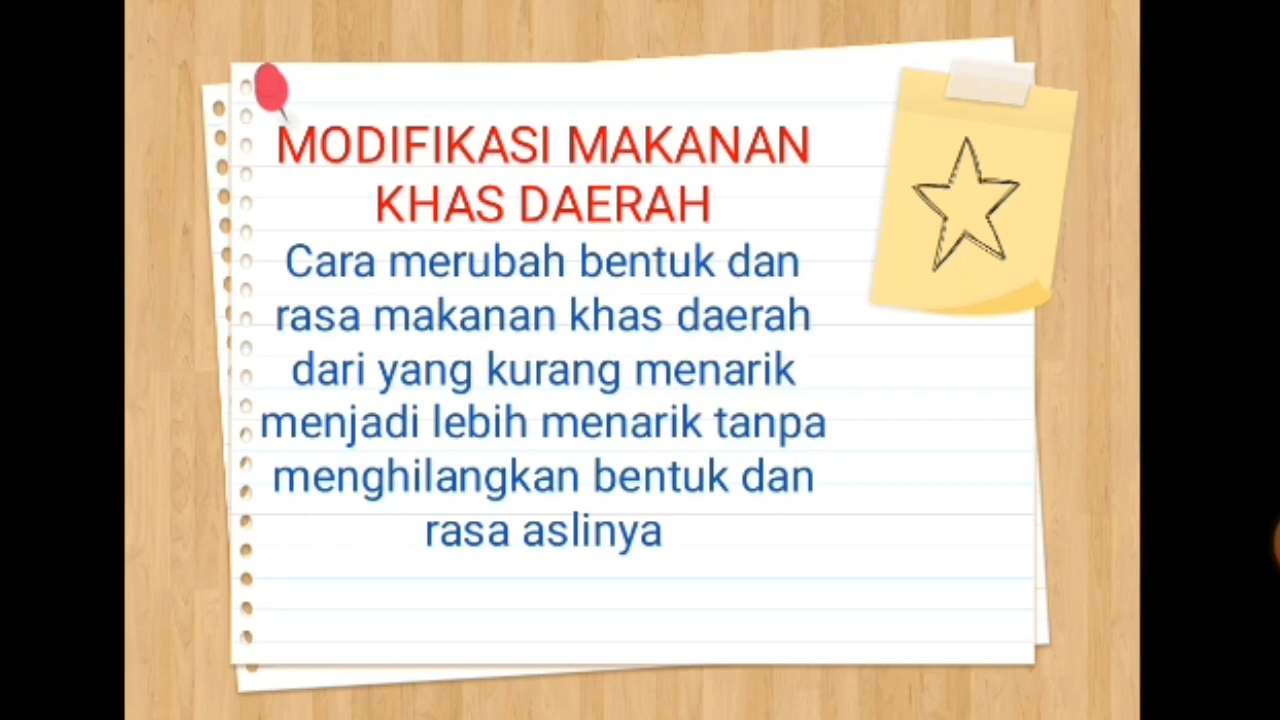 MODIFIKASI MAKANAN
KHAS DAERAH
Cara merubah bentuk dan
rasa makanan khas daerah
dari yang kurang menarik
menjadi lebih menarik tanpa
menghilangkan bentuk dan
rasa aslinya